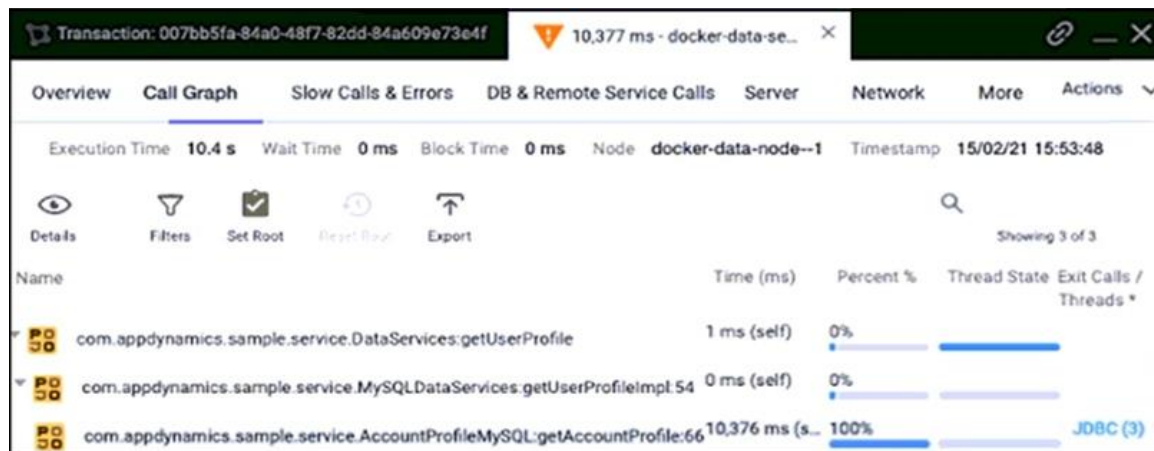 Transaction: 007bb5fa-84a0-48f7-82dd-84a609e73e4f 10,377 ms - docker-data-se...
Overview Call Graph Slow Calls & Errors DB & Remote Service Calls Server Network More Actions
Execution Time 10.4 s Wait Time 0 ms Block Time 0 ms Node docker-data-node--1 Timestamp 15/02/21 15:53:48
Details Filters Set Root Reset Root Export Showing 3 of 3
Name Time (ms) Percent % Thread State Exit Calls /
Threads *
POJO com.appdynamics.sample.service.DataServices:getUserProfile 1 ms (self) 0%
POJO com.appdynamics.sample.service.MySQLDataServices:getUserProfileImpl:54 0 ms (self) 0%
POJO com.appdynamics.sample.service.AccountProfileMySQL:getAccountProfile:66 10,376 ms (s... 100% JDBC (3)